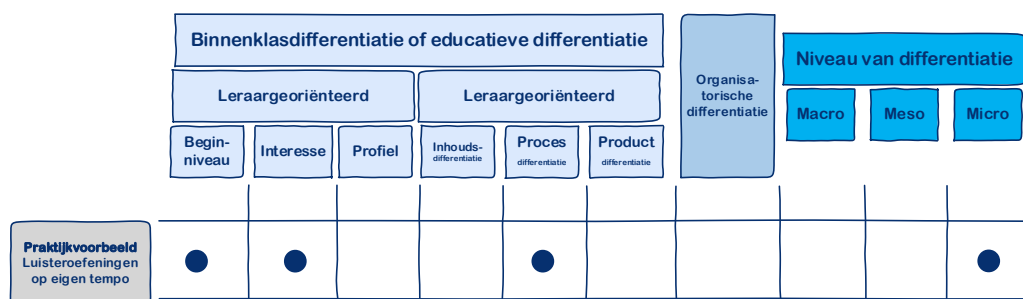 Binnenklasdifferentiatie of educatieve differentiatie
Leraargeoriënteerd
Leraargeoriënteerd
Begin-
niveau
Interesse
Profiel
Inhouds-
differentiatie
Proces
differentiatie
Product
differentiatie
Organisa-
torische
differentiatie
Niveau van differentiatie
Macro
Meso
Micro
Praktijkvoorbeeld
Luisteroefeningen
op eigen tempo